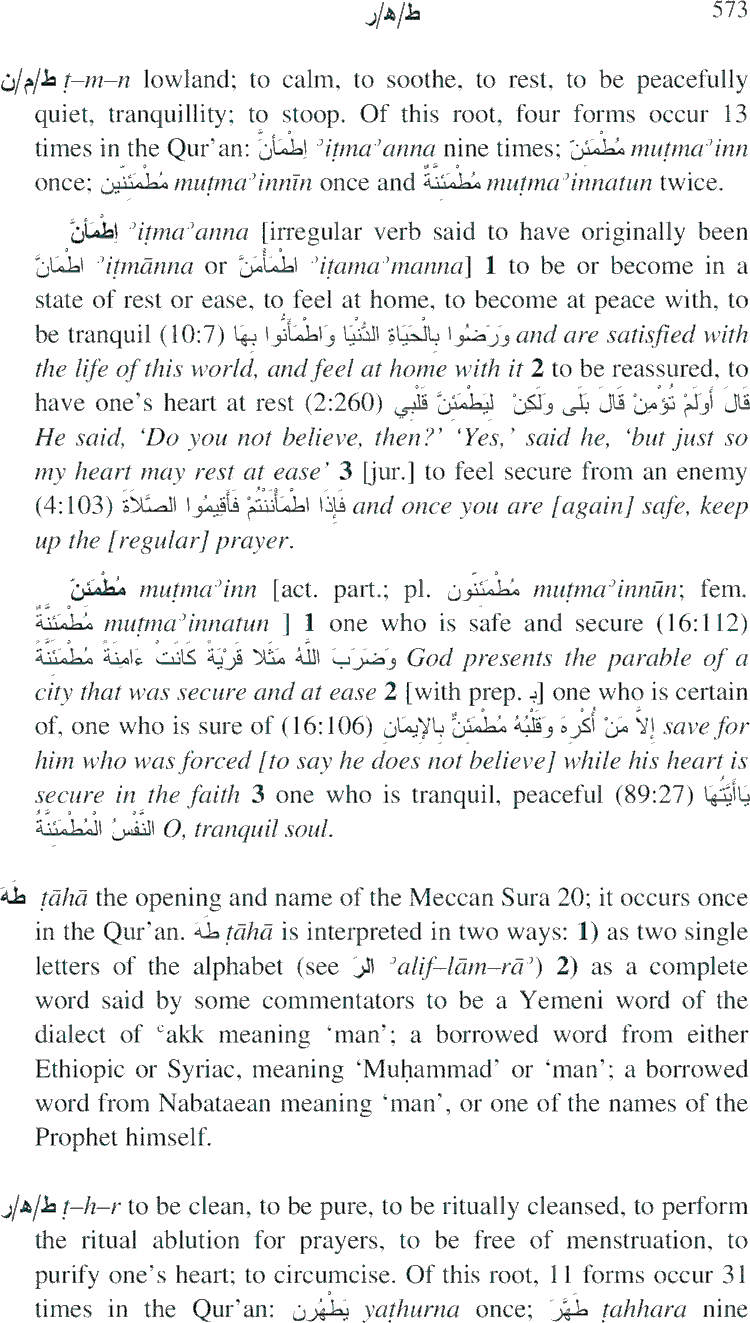 ط/ه/ر 573
ط/م/ن ṭ–m–n lowland; to calm, to soothe, to rest, to be peacefully
quiet, tranquillity; to stoop. Of this root, four forms occur 13
times in the Qur’an: اِطْمَأَنَّ ʾiṭmaʾanna nine times; مُطْمَئِنّ muṭmaʾinn
once; مُطْمَئِنِّين muṭmaʾinnīn once and مُطْمَئِنَّةٌ muṭmaʾinnatun twice.
اِطْمَأَنَّ ʾiṭmaʾanna [irregular verb said to have originally been
اطْمَانَّ ʾiṭmānna or اطْمَأْمَنَّ ʾiṭamaʾmanna] 1 to be or become in a
state of rest or ease, to feel at home, to become at peace with, to
be tranquil (10:7) وَرَضُوا بِالْحَيَاةِ الدُّنْيَا وَاطْمَأَنُّوا بِهَا and are satisfied with
the life of this world, and feel at home with it 2 to be reassured, to
have one’s heart at rest (2:260) قَالَ أَوَلَمْ تُؤْمِنْ قَالَ بَلَى وَلَكِنْ لِيَطْمَئِنَّ قَلْبِي
He said, ‘Do you not believe, then?’ ‘Yes,’ said he, ‘but just so
my heart may rest at ease’ 3 [jur.] to feel secure from an enemy
(4:103) فَإِذَا اطْمَأْنَنْتُمْ فَأَقِيمُوا الصَّلاَةَ and once you are [again] safe, keep
up the [regular] prayer.
مُطْمَئِنّ muṭmaʾinn [act. part.; pl. مُطْمَئِنُّون muṭmaʾinnūn; fem.
مُطْمَئِنَّةٌ muṭmaʾinnatun ] 1 one who is safe and secure (16:112)
وَضَرَبَ اللَّهُ مَثَلا قَرْيَةً كَانَتْ ءَامِنَةً مُطْمَئِنَّةً God presents the parable of a
city that was secure and at ease 2 [with prep. بِ] one who is certain
of, one who is sure of (16:106) إِلاَّ مَنْ أُكْرِهَ وَقَلْبُهُ مُطْمَئِنٌّ بِالإِيمَانِ save for
him who was forced [to say he does not believe] while his heart is
secure in the faith 3 one who is tranquil, peaceful (89:27) يَاأَيَّتُهَا
النَّفْسُ الْمُطْمَئِنَّةُ O, tranquil soul.
طَهَ ṭāhā the opening and name of the Meccan Sura 20; it occurs once
in the Qur’an. طَهَ ṭāhā is interpreted in two ways: 1) as two single
letters of the alphabet (see الرَ ʾalif–lām–rāʾ) 2) as a complete
word said by some commentators to be a Yemeni word of the
dialect of ᶜakk meaning ‘man’; a borrowed word from either
Ethiopic or Syriac, meaning ‘Muḥammad’ or ‘man’; a borrowed
word from Nabataean meaning ‘man’, or one of the names of the
Prophet himself.
ط/ه/ر ṭ–h–r to be clean, to be pure, to be ritually cleansed, to perform
the ritual ablution for prayers, to be free of menstruation, to
purify one’s heart; to circumcise. Of this root, 11 forms occur 31
times in the Qur’an: يَطْهُرن yaṭhurna once; طَهَّرَ ṭahhara nine